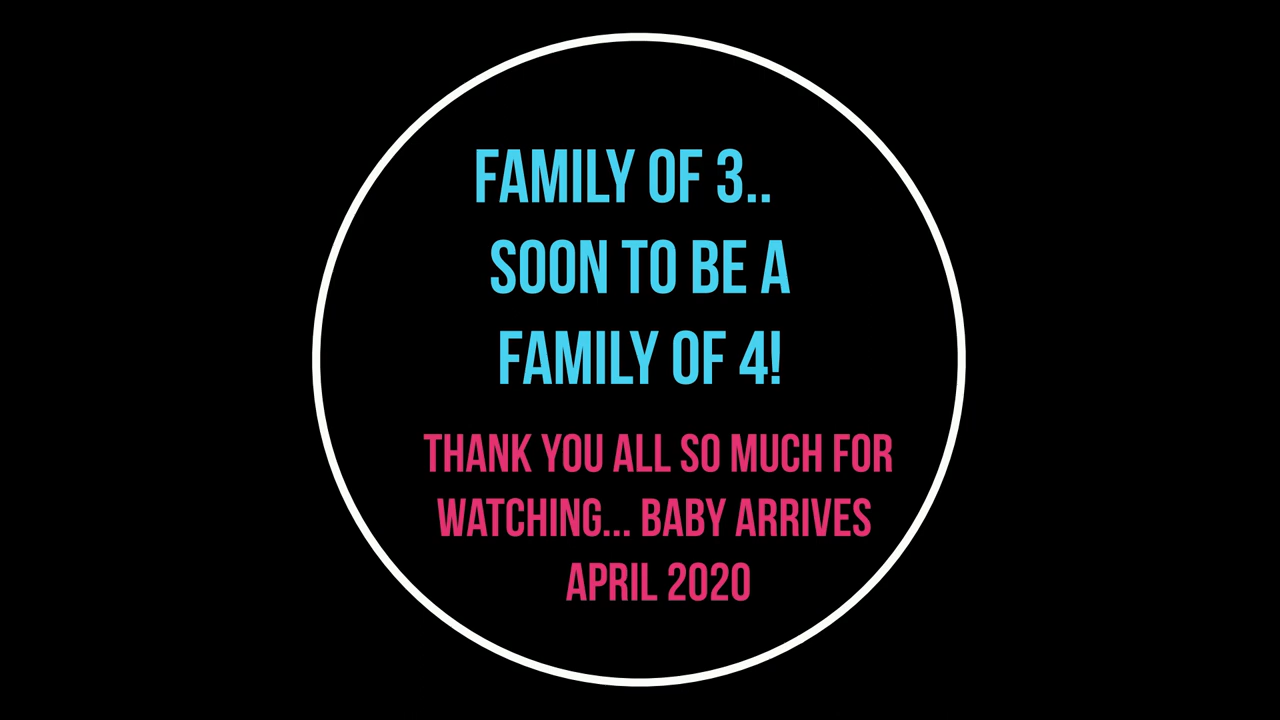 FAMILY OF 3..
SOON TO BE A
FAMILY OF 4!
THANK YOU ALL SO MUCH FOR
WATCHING... BABY ARRIVES
APRIL 2020